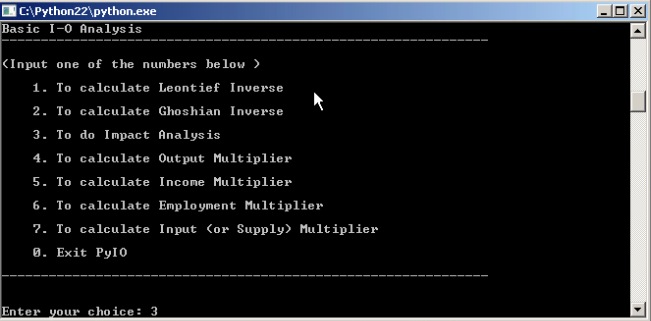 C:\Python22\python.exe
Basic I-O Analysis
--------------------------------------------------------------
(Input one of the numbers below )
1. To calculate Leontief Inverse
2. To calculate Ghoshian Inverse
3. To do Impact Analysis
4. To calculate Output Multiplier
5. To calculate Income Multiplier
6. To calculate Employment Multiplier
7. To calculate Input (or Supply) Multiplier
0. Exit PyIO
--------------------------------------------------------------
Enter your choice: 3